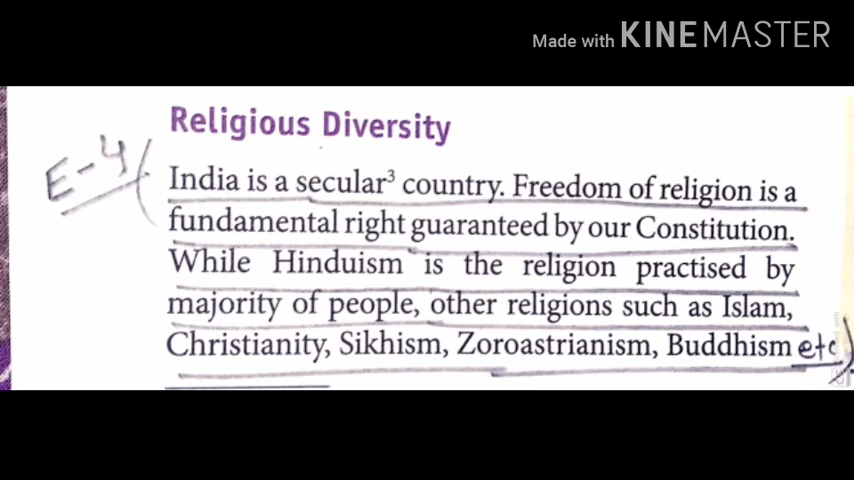 Made with KINEMASTER
Religious Diversity
E-4
India is a secular³ country. Freedom of religion is a
fundamental right guaranteed by our Constitution.
While Hinduism is the religion practised by
majority of people, other religions such as Islam,
Christianity, Sikhism, Zoroastrianism, Buddhism etc)